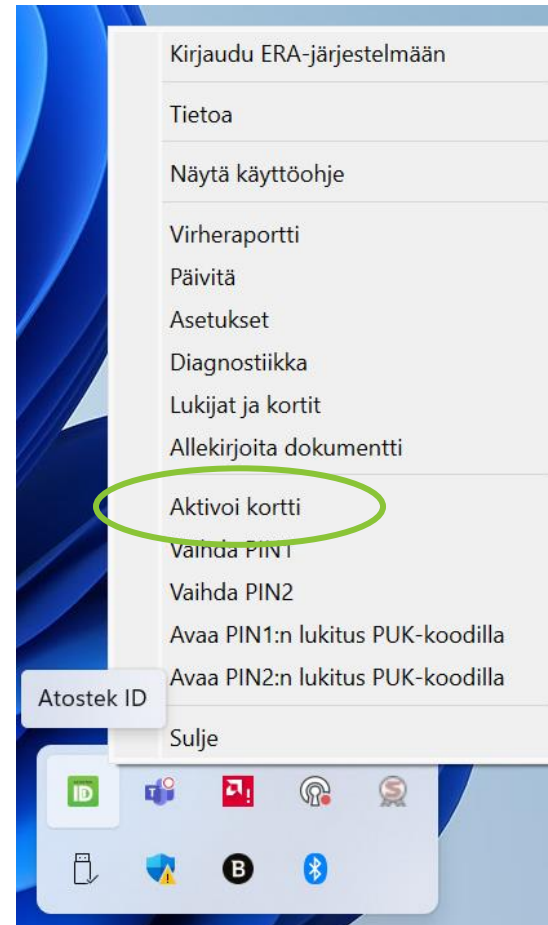 Kirjaudu ERA-järjestelmään
Tietoa
Näytä käyttöohje
Virheraportti
Päivitä
Asetukset
Diagnostiikka
Lukijat ja kortit
Allekirjoita dokumentti
Aktivoi kortti
Vaihda PIN1
Vaihda PIN2
Avaa PIN1:n lukitus PUK-koodilla
Avaa PIN2:n lukitus PUK-koodilla
Atostek ID
Sulje
ID
B